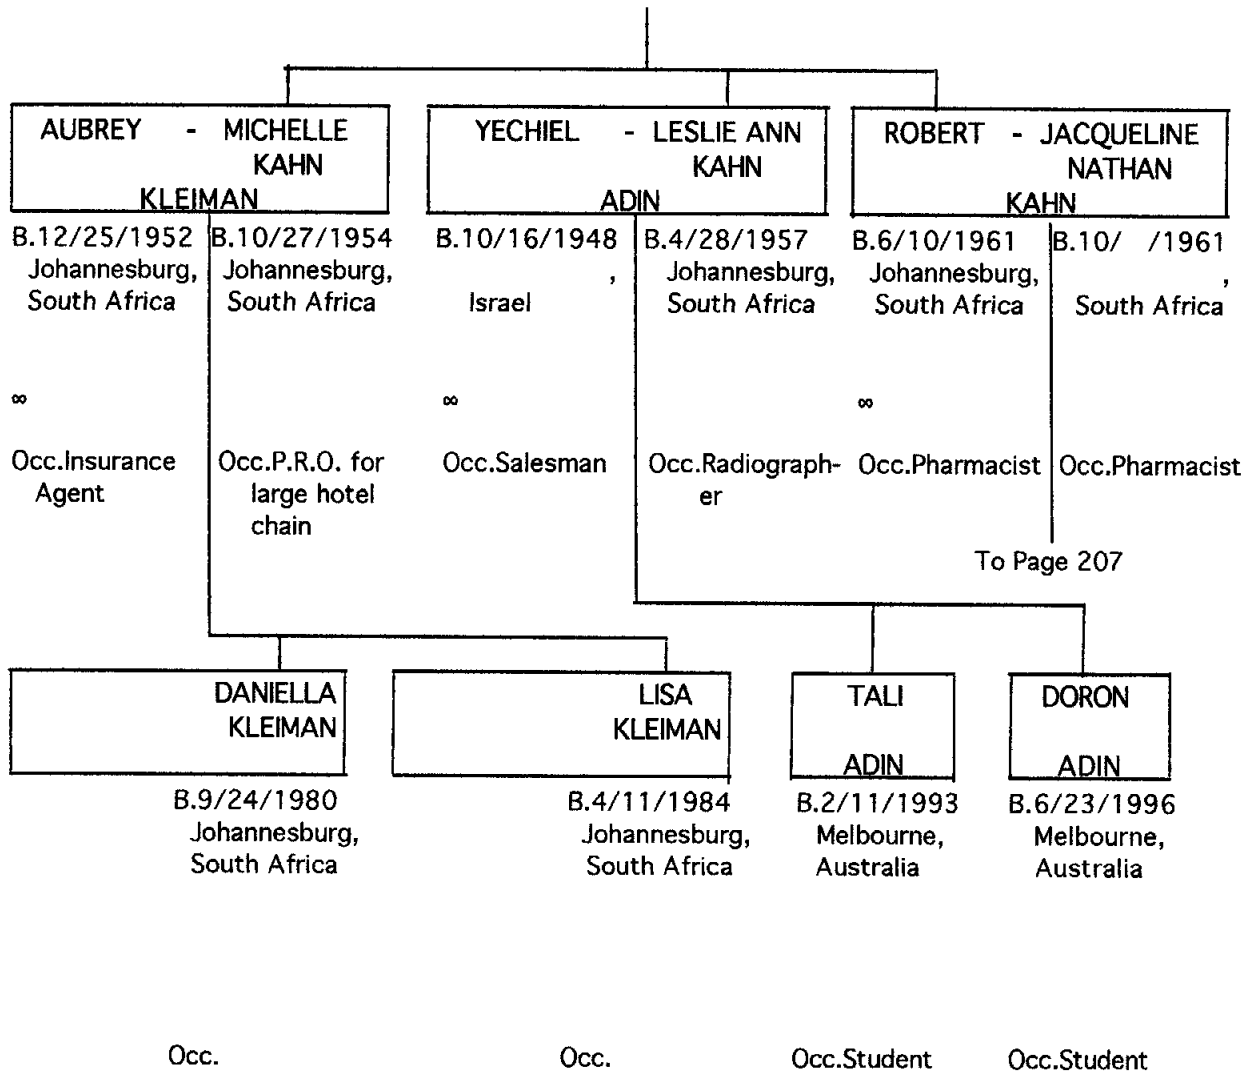 AUBREY - MICHELLE
KAHN
KLEIMAN
B.12/25/1952 B.10/27/1954
Johannesburg, Johannesburg,
South Africa South Africa
∞
Occ.Insurance Occ.P.R.O. for
Agent large hotel
chain
YECHIEL - LESLIE ANN
KAHN
ADIN
B.10/16/1948 B.4/28/1957
, Johannesburg,
Israel South Africa
∞
Occ.Salesman Occ.Radiograph-
er
ROBERT - JACQUELINE
NATHAN
KAHN
B.6/10/1961 B.10/ /1961
Johannesburg, ,
South Africa South Africa
∞
Occ.Pharmacist Occ.Pharmacist
To Page 207
DANIELLA
KLEIMAN
B.9/24/1980
Johannesburg,
South Africa
Occ.
LISA
KLEIMAN
B.4/11/1984
Johannesburg,
South Africa
Occ.
TALI
ADIN
B.2/11/1993
Melbourne,
Australia
Occ.Student
DORON
ADIN
B.6/23/1996
Melbourne,
Australia
Occ.Student